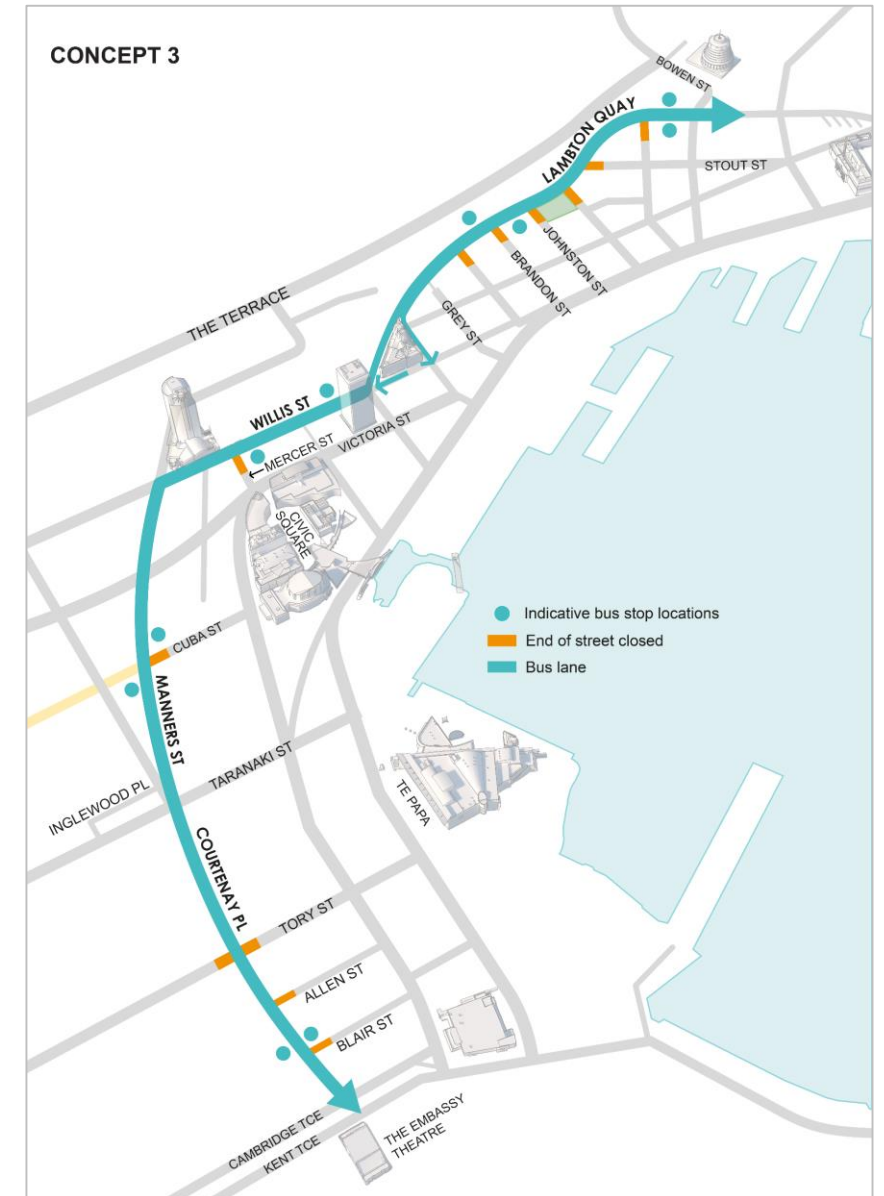 CONCEPT 3
BOWEN ST
LAMBTON QUAY
STOUT ST
JOHNSTON ST
BRANDON ST
GREY ST
THE TERRACE
WILLIS ST
MERCER ST
VICTORIA ST
CIVIC
SQUARE
Indicative bus stop locations
End of street closed
Bus lane
CUBA ST
MANNERS ST
TARANAKI ST
INGLEWOOD PL
TE PAPA
COURTENAY PL
TORY ST
ALLEN ST
BLAIR ST
CAMBRIDGE TCE
KENT TCE
THE EMBASSY
THEATRE